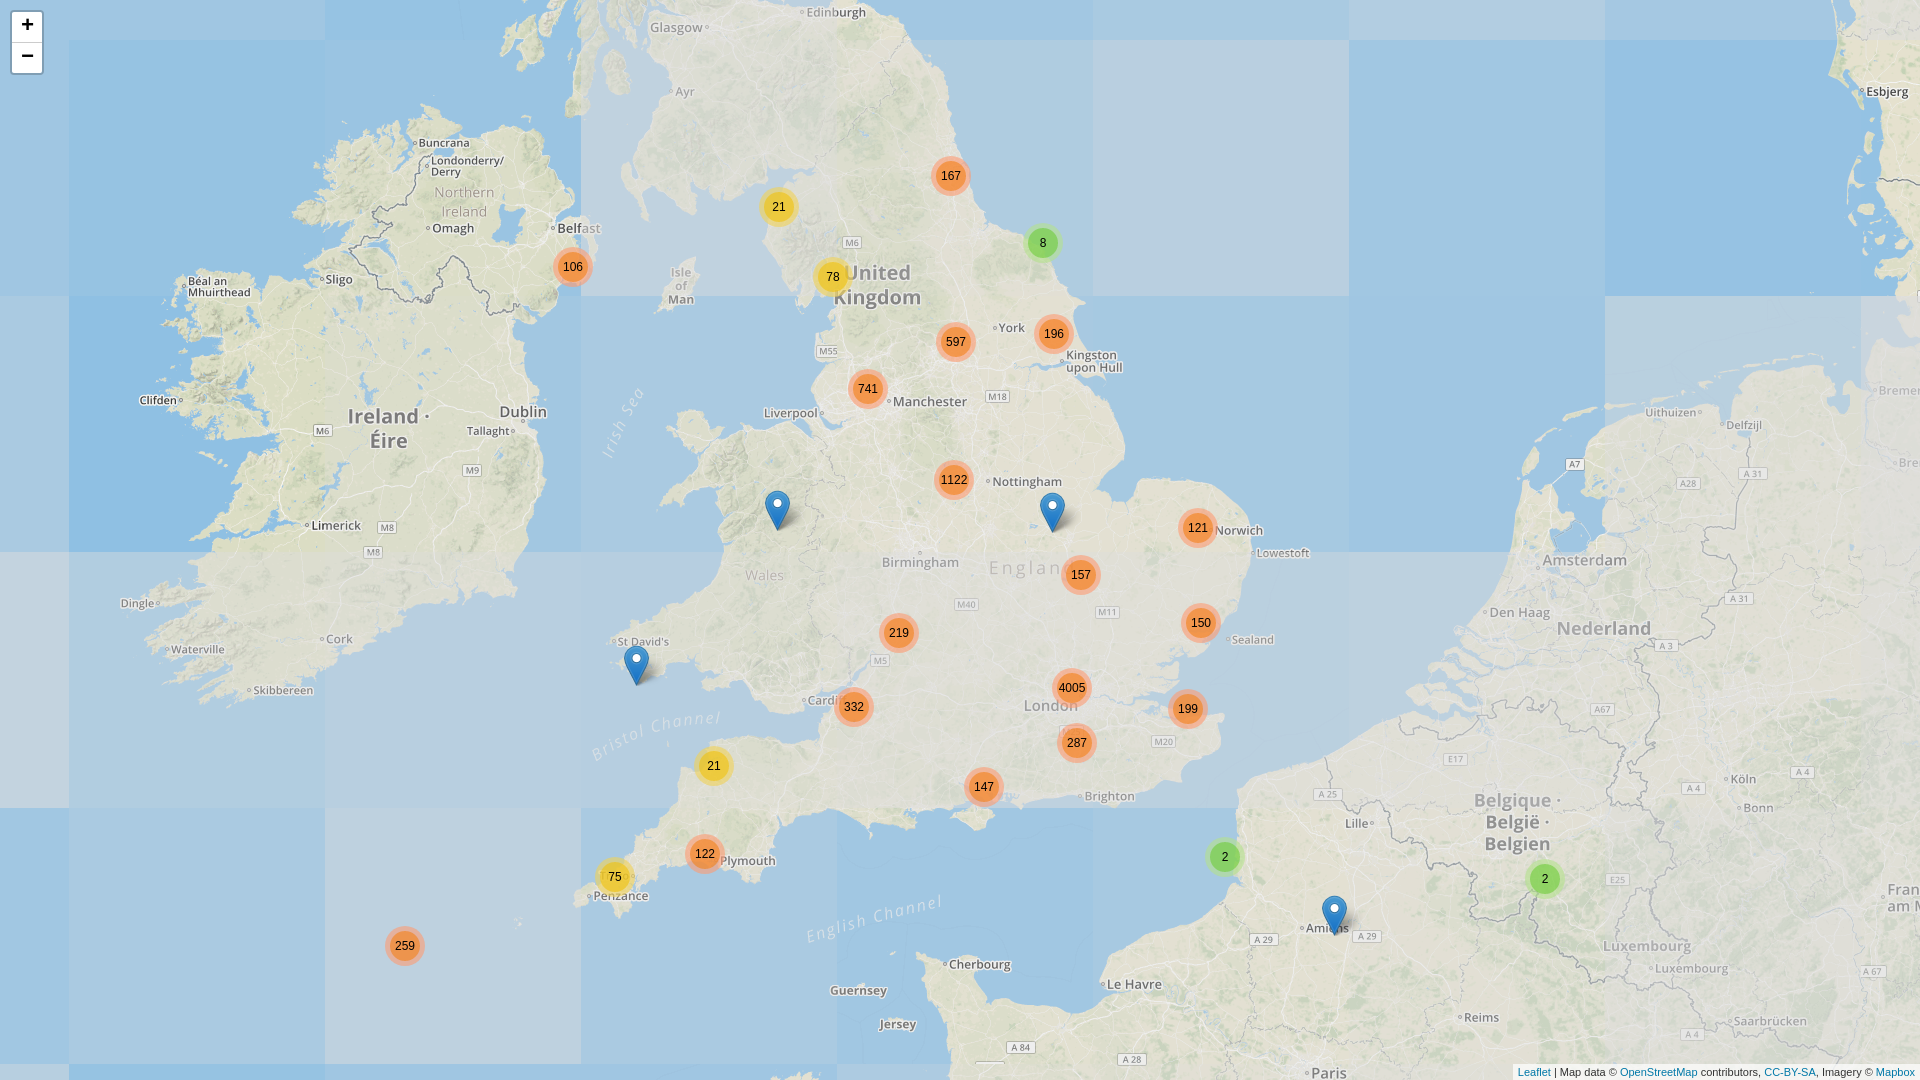 +
−
Edinburgh
Glasgow
Ayr
Esbjerg
Buncrana
Londonderry/
Derry
Northern
Ireland
Omagh
Belfast
167
21
8
M6
106
78
United
Kingdom
Isle
of
Man
Sligo
Béal an
Mhuirthead
York
196
597
Kingston
upon Hull
M55
741
Manchester
M18
Liverpool
Irish Sea
Clifden
Ireland ·
Éire
M6
Dublin
Tallaght
M9
Uithuizen
Delfzijl
Bremer
Bre
A7
A 31
A28
1122
Nottingham
Limerick
M8
M8
121
Norwich
Lowestoft
Birmingham
Wales
Englan
157
Amsterdam
A 31
Dingle
M40
M11
Den Haag
Nederland
Waterville
Cork
St David's
219
150
Sealand
A 3
M5
Skibbereen
4005
London
Cardi
332
199
A67
Bristol Channel
287
M20
E17
21
147
Brighton
A 25
Köln
A 4
A 4
Bonn
Belgique ·
België ·
Belgien
Lille
122
Plymouth
2
75
Penzance
2
E25
Fran
am M
English Channel
259
Amiens
A 29
A 29
Luxembourg
Luxembourg
A 67
Cherbourg
Le Havre
Guernsey
Jersey
Reims
Saarbrücken
A 84
A 28
A 4
Paris
Leaflet | Map data © OpenStreetMap contributors, CC-BY-SA, Imagery © Mapbox